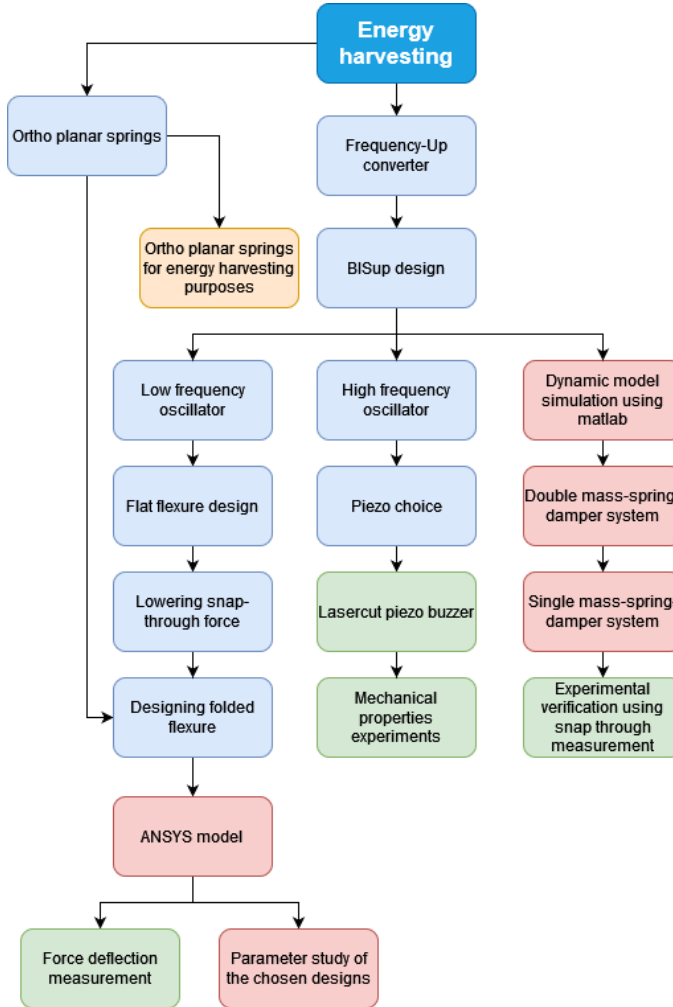 Energy
harvesting
Ortho planar springs
Frequency-Up
converter
Ortho planar springs
for energy harvesting
purposes
BISup design
Low frequency
oscillator
High frequency
oscillator
Dynamic model
simulation using
matlab
Flat flexure design
Piezo choice
Double mass-spring-
damper system
Lowering snap-
through force
Lasercut piezo buzzer
Single mass-spring-
damper system
Designing folded
flexure
Mechanical
properties
experiments
Experimental
verification using
snap through
measurement
ANSYS model
Force deflection
measurement
Parameter study of
the chosen designs